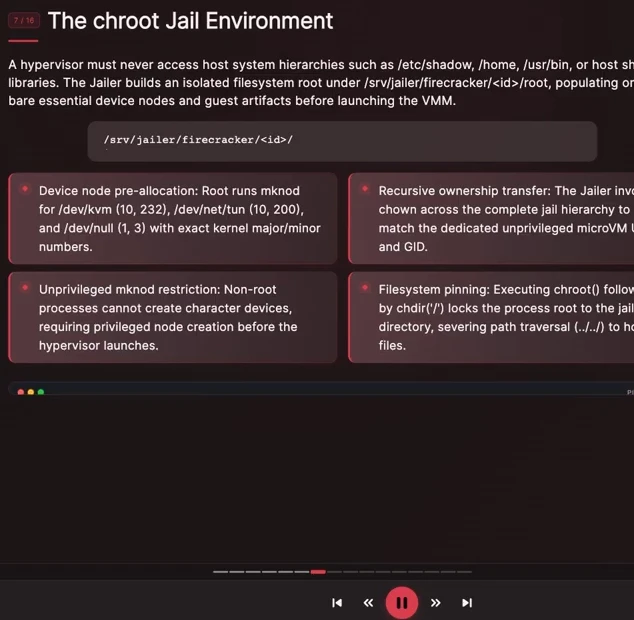 7 / 16
The chroot Jail Environment
A hypervisor must never access host system hierarchies such as /etc/shadow, /home, /usr/bin, or host sh
libraries. The Jailer builds an isolated filesystem root under /srv/jailer/firecracker/<id>/root, populating or
bare essential device nodes and guest artifacts before launching the VMM.
/srv/jailer/firecracker/<id>/
Device node pre-allocation: Root runs mknod
for /dev/kvm (10, 232), /dev/net/tun (10, 200),
and /dev/null (1, 3) with exact kernel major/minor
numbers.
Recursive ownership transfer: The Jailer invo
chown across the complete jail hierarchy to
match the dedicated unprivileged microVM U
and GID.
Unprivileged mknod restriction: Non-root
processes cannot create character devices,
requiring privileged node creation before the
hypervisor launches.
Filesystem pinning: Executing chroot() follow
by chdir('/') locks the process root to the jail
directory, severing path traversal (../../) to ho
files.